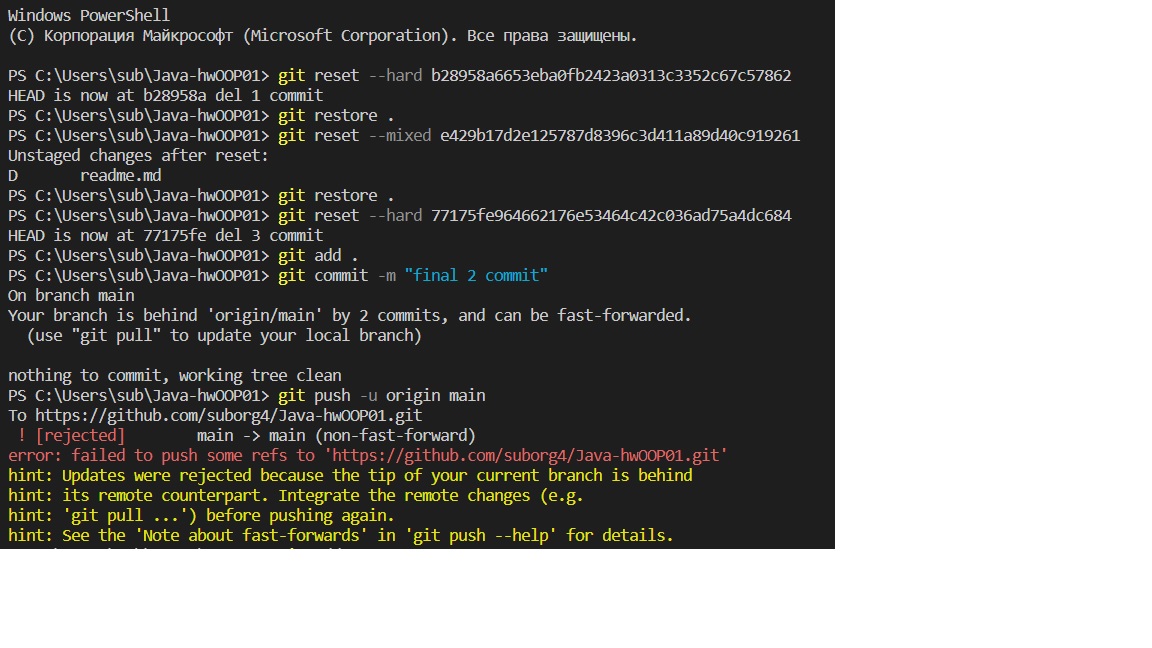 Windows PowerShell
(C) Корпорация Майкрософт (Microsoft Corporation). Все права защищены.
PS C:\Users\sub\Java-hwOOP01> git reset --hard b28958a6653eba0fb2423a0313c3352c67c57862
HEAD is now at b28958a del 1 commit
PS C:\Users\sub\Java-hwOOP01> git restore .
PS C:\Users\sub\Java-hwOOP01> git reset --mixed e429b17d2e125787d8396c3d411a89d40c919261
Unstaged changes after reset:
D       readme.md
PS C:\Users\sub\Java-hwOOP01> git restore .
PS C:\Users\sub\Java-hwOOP01> git reset --hard 77175fe964662176e53464c42c036ad75a4dc684
HEAD is now at 77175fe del 3 commit
PS C:\Users\sub\Java-hwOOP01> git add .
PS C:\Users\sub\Java-hwOOP01> git commit -m "final 2 commit"
On branch main
Your branch is behind 'origin/main' by 2 commits, and can be fast-forwarded.
  (use "git pull" to update your local branch)
nothing to commit, working tree clean
PS C:\Users\sub\Java-hwOOP01> git push -u origin main
To https://github.com/suborg4/Java-hwOOP01.git
 ! [rejected]        main -> main (non-fast-forward)
error: failed to push some refs to 'https://github.com/suborg4/Java-hwOOP01.git'
hint: Updates were rejected because the tip of your current branch is behind
hint: its remote counterpart. Integrate the remote changes (e.g.
hint: 'git pull ...') before pushing again.
hint: See the 'Note about fast-forwards' in 'git push --help' for details.